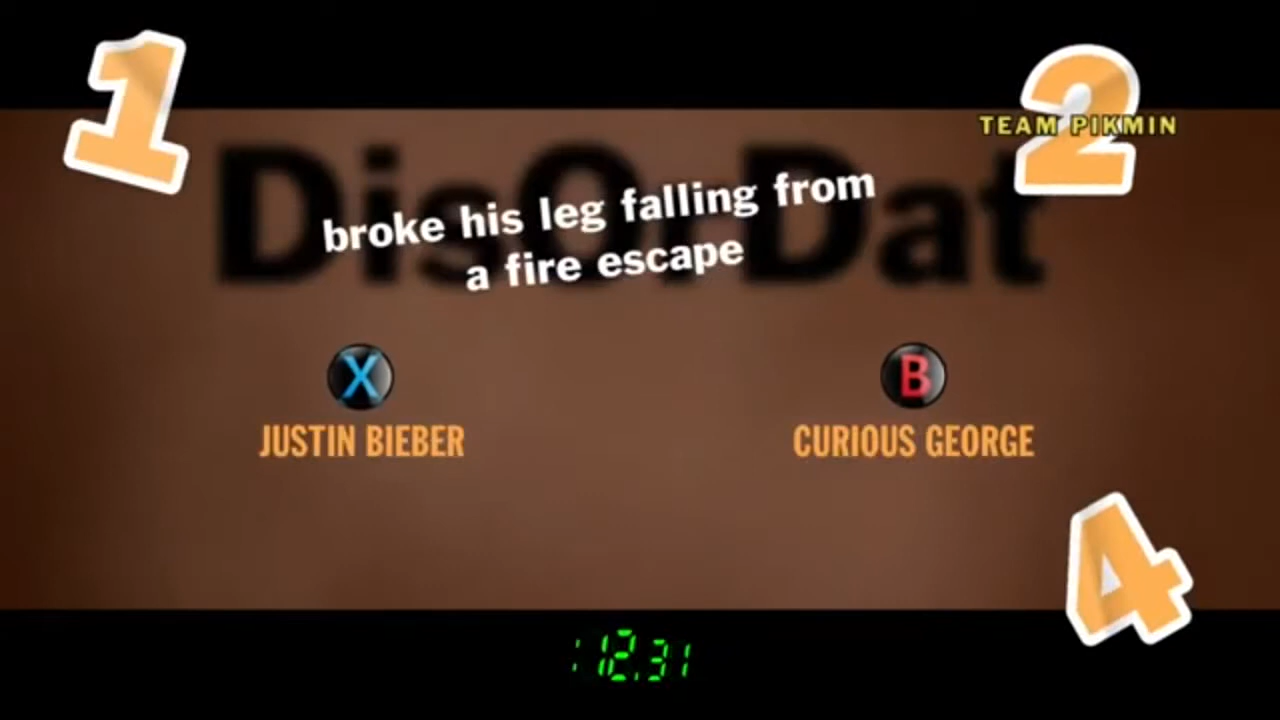 1
2
TEAM PIKMIN
DisOrDat
broke his leg falling from
a fire escape
X
B
JUSTIN BIEBER
CURIOUS GEORGE
4
:12.31